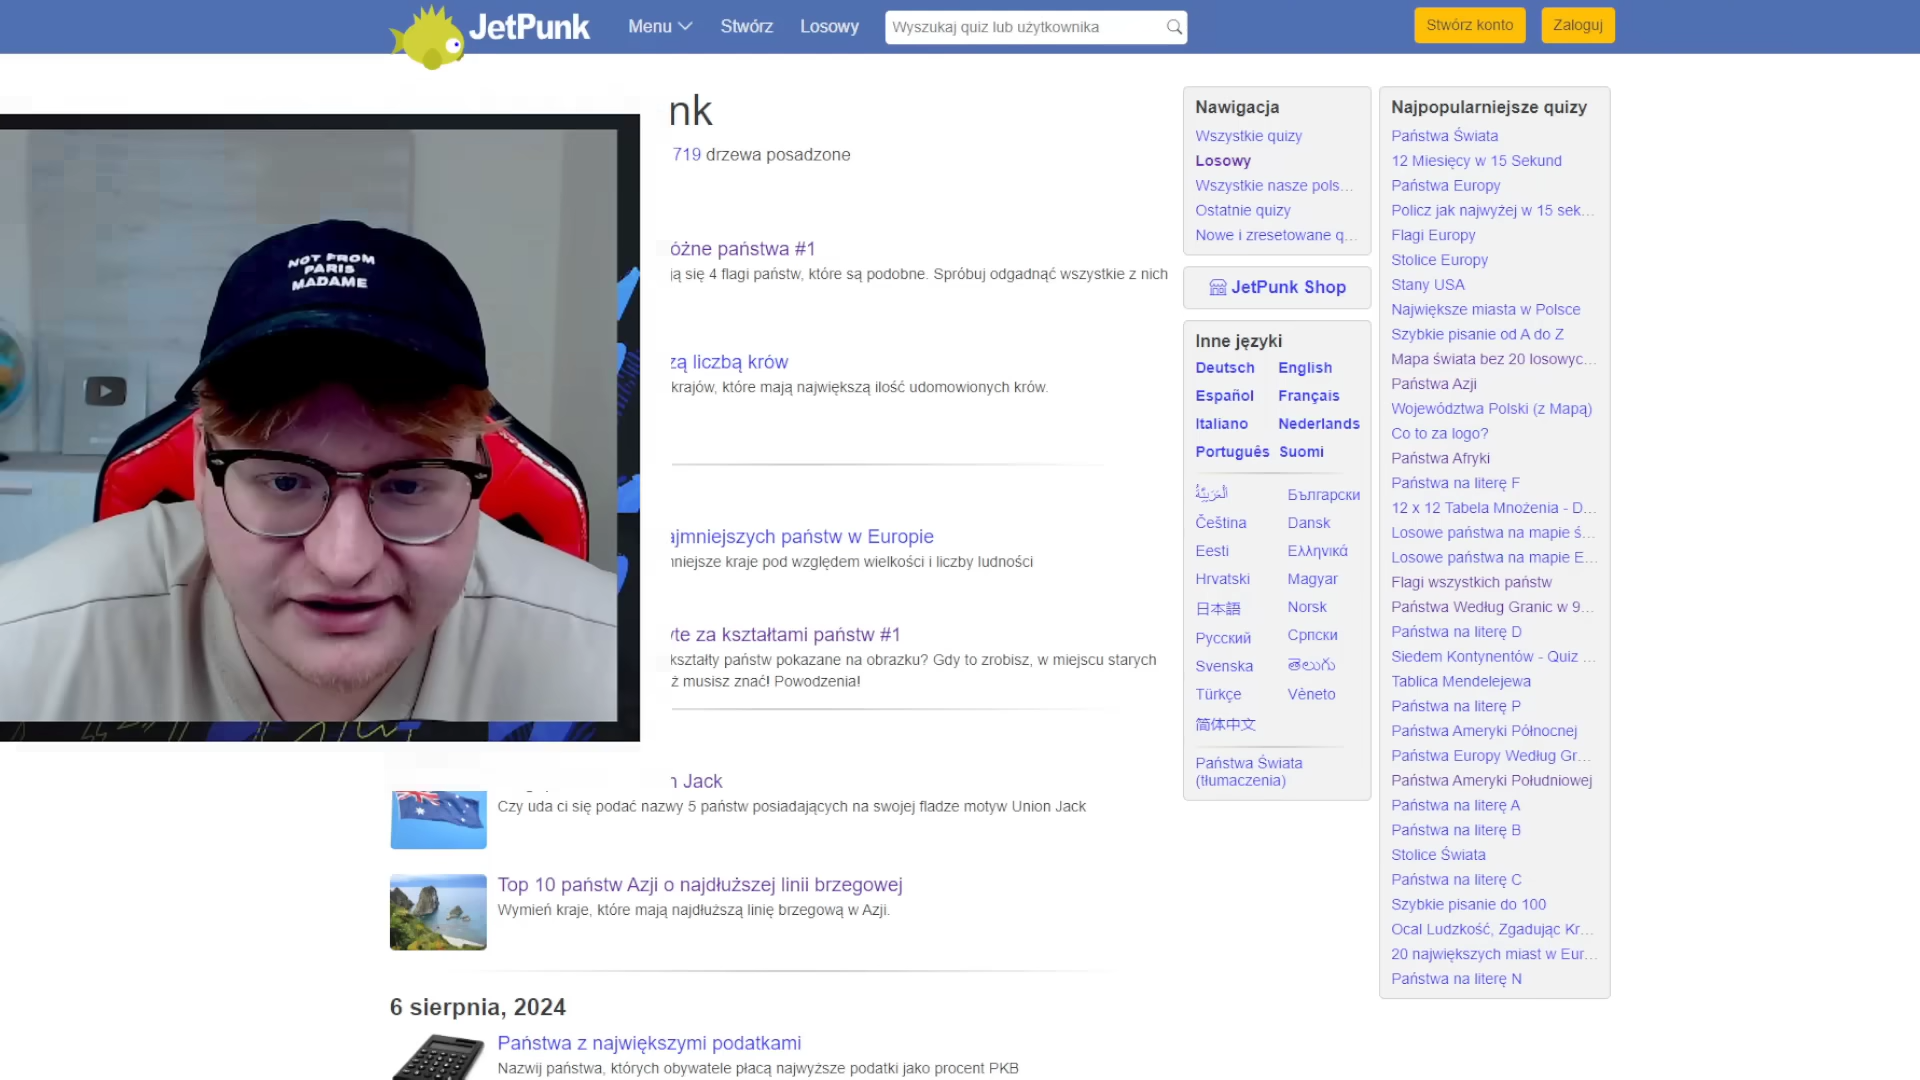 JetPunk
Menu
Stwórz
Losowy
Wyszukaj quiz lub użytkownika
Stwórz konto
Zaloguj
NOT FROM
PARIS
MADAME
nk
719 drzewa posadzone
óżne państwa #1
ją się 4 flagi państw, które są podobne. Spróbuj odgadnąć wszystkie z nich
zą liczbą krów
krajów, które mają największą ilość udomowionych krów.
ajmniejszych państw w Europie
niejsze kraje pod względem wielkości i liczby ludności
yte za kształtami państw #1
kształty państw pokazane na obrazku? Gdy to zrobisz, w miejscu starych
ż musisz znać! Powodzenia!
n Jack
Czy uda ci się podać nazwy 5 państw posiadających na swojej fladze motyw Union Jack
Top 10 państw Azji o najdłuższej linii brzegowej
Wymień kraje, które mają najdłuższą linię brzegową w Azji.
6 sierpnia, 2024
Państwa z największymi podatkami
Nazwij państwa, których obywatele płacą najwyższe podatki jako procent PKB
Nawigacja
Wszystkie quizy
Losowy
Wszystkie nasze pols...
Ostatnie quizy
Nowe i zresetowane q...
JetPunk Shop
Inne języki
Deutsch English
Español Français
Italiano Nederlands
Português Suomi
Български
Čeština Dansk
Eesti Ελληνικά
Hrvatski Magyar
日本語 Norsk
Русский Српски
Svenska తెలుగు
Türkçe Vèneto
简体中文
Państwa Świata
(tłumaczenia)
Najpopularniejsze quizy
Państwa Świata
12 Miesięcy w 15 Sekund
Państwa Europy
Policz jak najwyżej w 15 sek...
Flagi Europy
Stolice Europy
Stany USA
Największe miasta w Polsce
Szybkie pisanie od A do Z
Mapa świata bez 20 losowyc...
Państwa Azji
Województwa Polski (z Mapą)
Co to za logo?
Państwa Afryki
Państwa na literę F
12 x 12 Tabela Mnożenia - D...
Losowe państwa na mapie ś...
Losowe państwa na mapie E...
Flagi wszystkich państw
Państwa Według Granic w 9...
Państwa na literę D
Siedem Kontynentów - Quiz ...
Tablica Mendelejewa
Państwa na literę P
Państwa Ameryki Północnej
Państwa Europy Według Gr...
Państwa Ameryki Południowej
Państwa na literę A
Państwa na literę B
Stolice Świata
Państwa na literę C
Szybkie pisanie do 100
Ocal Ludzkość, Zgadując Kr...
20 największych miast w Eur...
Państwa na literę N